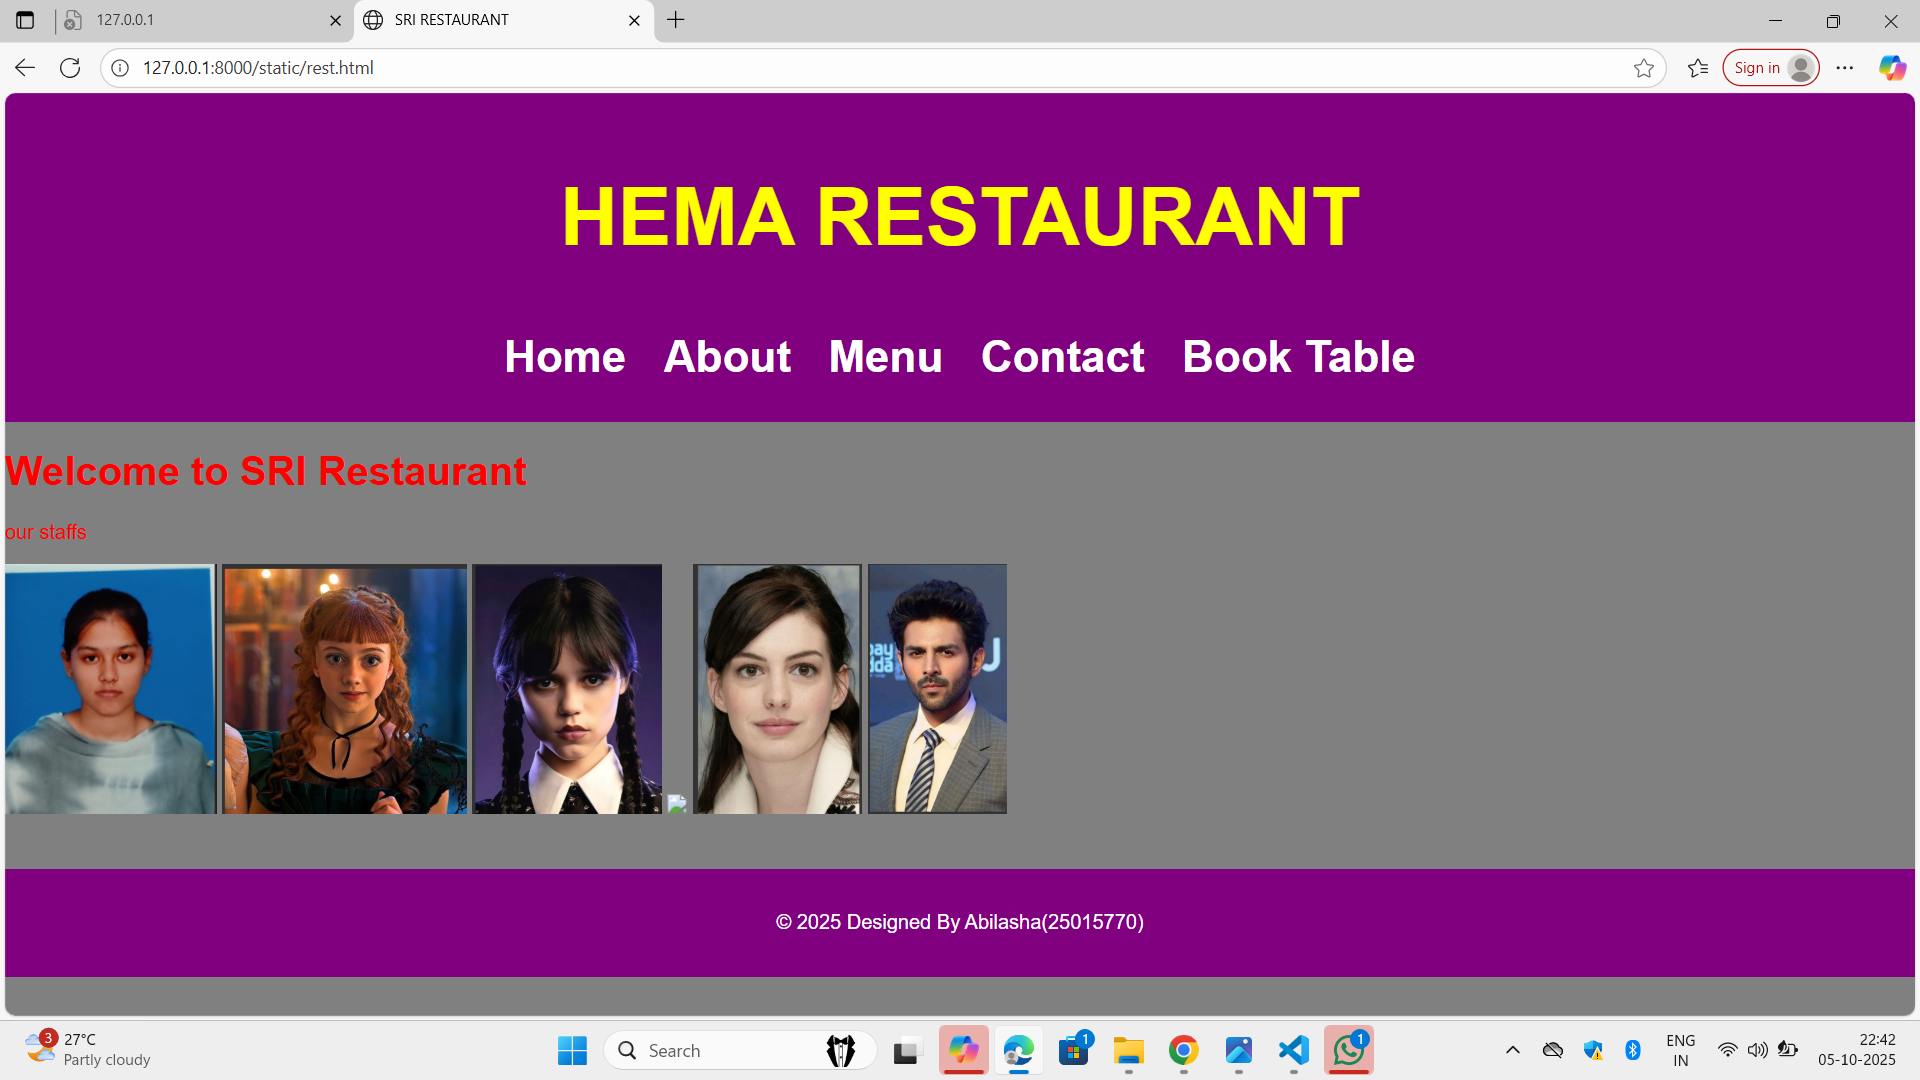 127.0.0.1
SRI RESTAURANT
127.0.0.1:8000/static/rest.html
Sign in
HEMA RESTAURANT
Home About Menu Contact Book Table
Welcome to SRI Restaurant
our staffs
© 2025 Designed By Abilasha(25015770)
3
27°C
Partly cloudy
Search
1
1
ENG
IN
22:42
05-10-2025